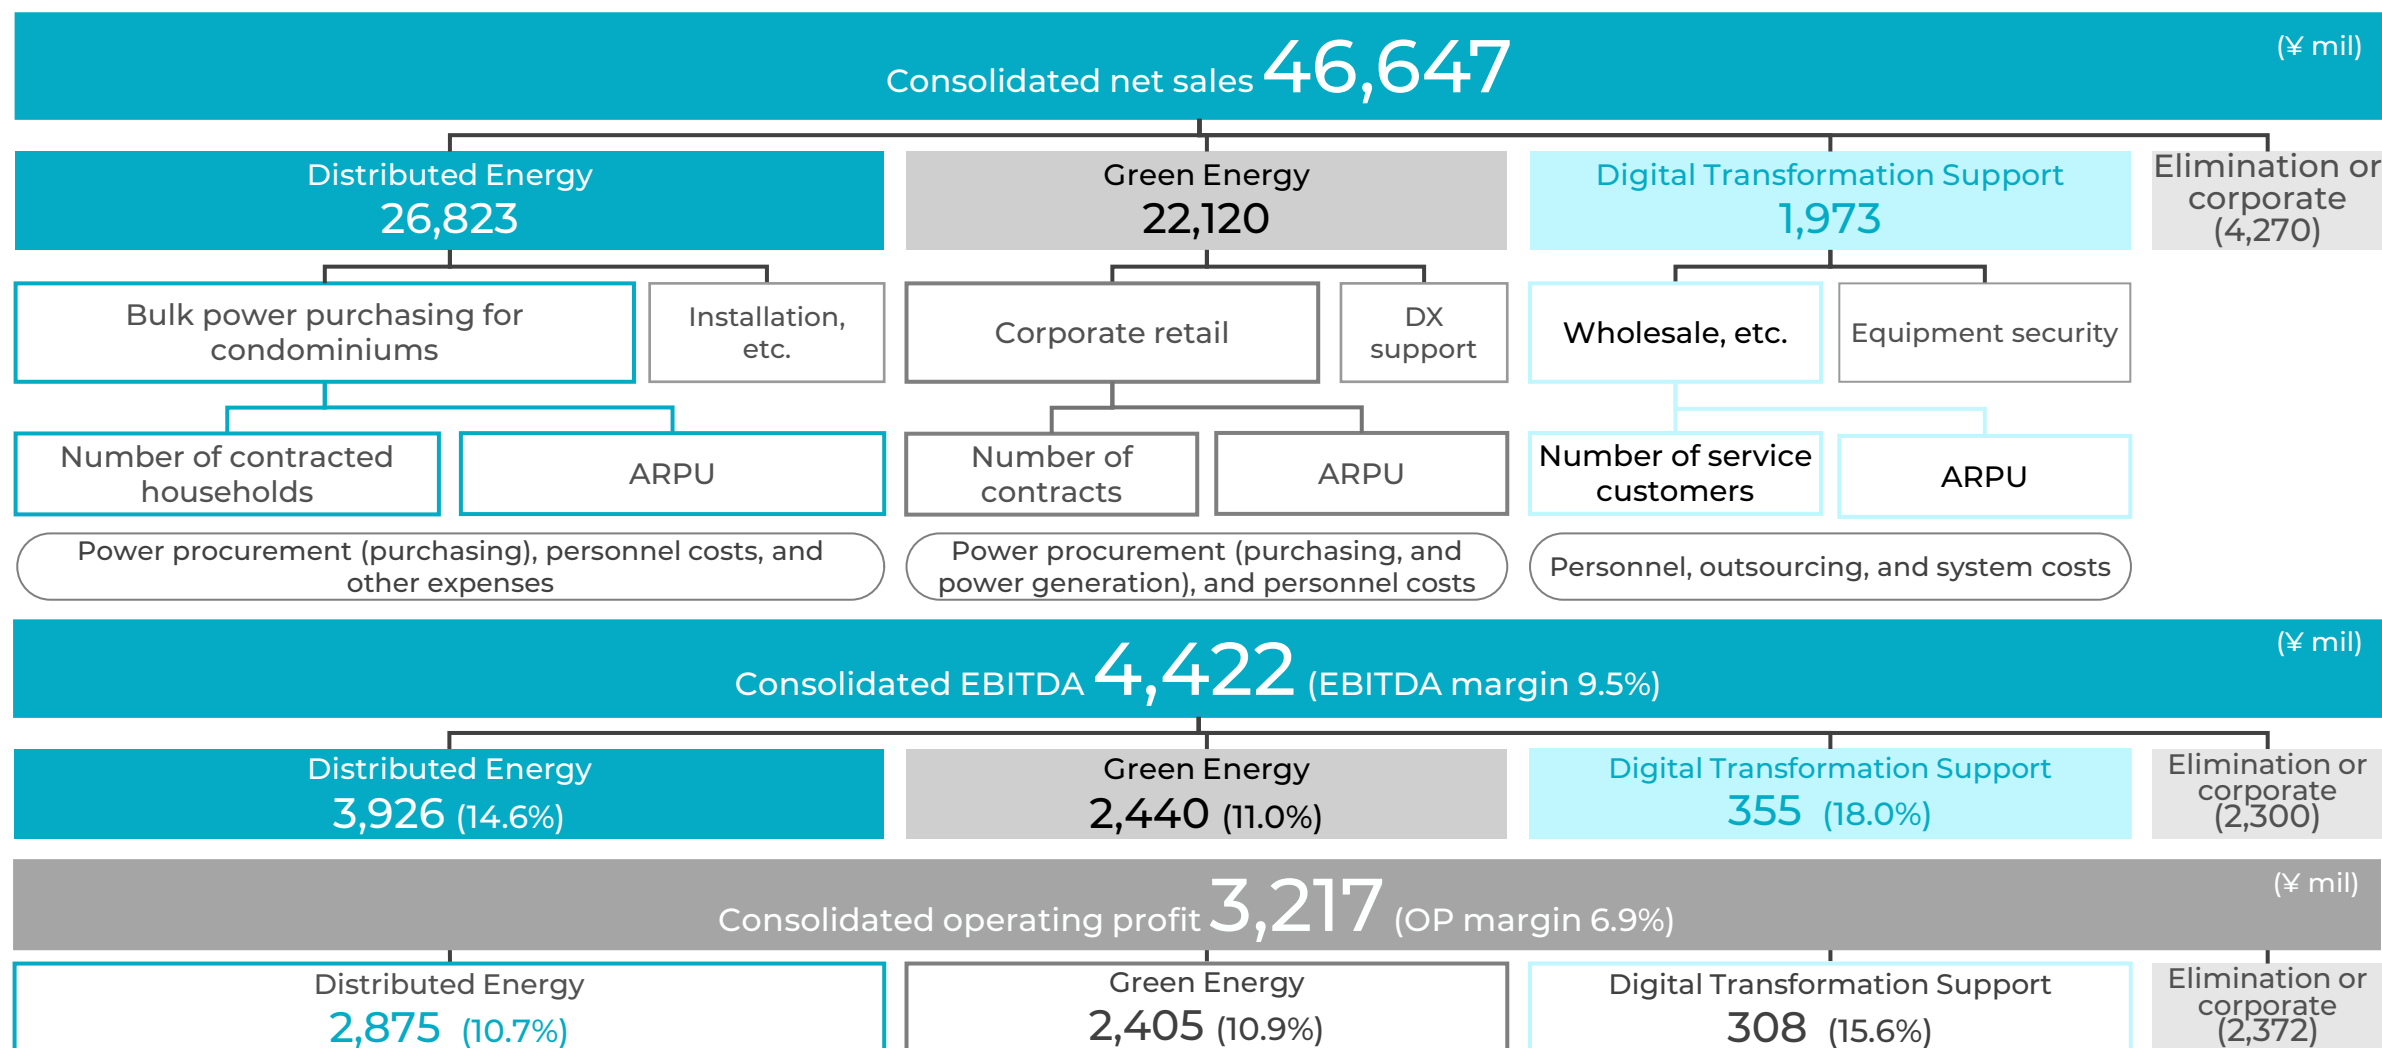 (¥ mil)
Consolidated net sales 46,647
Distributed Energy
26,823
Green Energy
22,120
Digital Transformation Support
1,973
Elimination or
corporate
(4,270)
Bulk power purchasing for
condominiums
Installation,
etc.
Corporate retail
DX
support
Wholesale, etc.
Equipment security
Number of contracted
households
ARPU
Number of
contracts
ARPU
Number of service
customers
ARPU
Power procurement (purchasing), personnel costs, and
other expenses
Power procurement (purchasing, and
power generation), and personnel costs
Personnel, outsourcing, and system costs
(¥ mil)
Consolidated EBITDA 4,422 (EBITDA margin 9.5%)
Distributed Energy
3,926 (14.6%)
Green Energy
2,440 (11.0%)
Digital Transformation Support
355 (18.0%)
Elimination or
corporate
(2,300)
(¥ mil)
Consolidated operating profit 3,217 (OP margin 6.9%)
Distributed Energy
2,875 (10.7%)
Green Energy
2,405 (10.9%)
Digital Transformation Support
308 (15.6%)
Elimination or
corporate
(2,372)